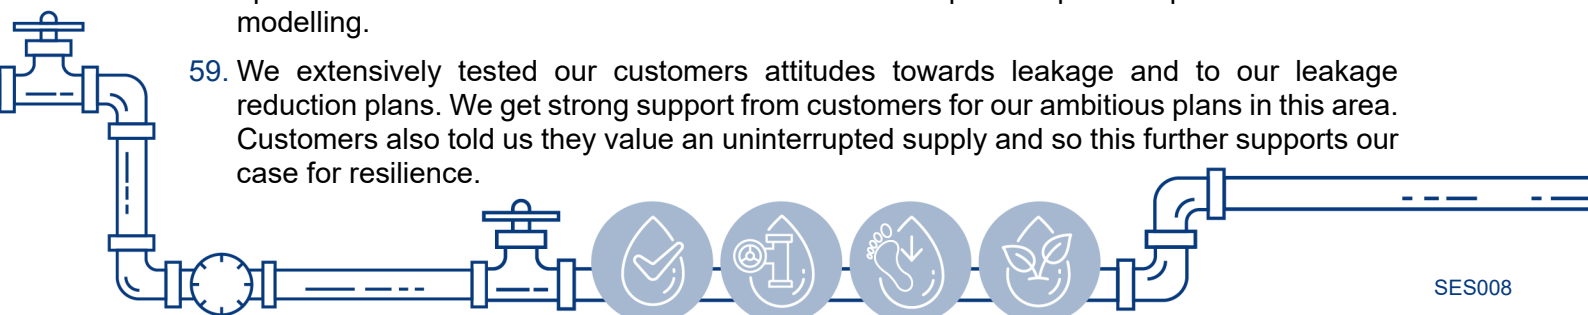 modelling.
59. We extensively tested our customers attitudes towards leakage and to our leakage
reduction plans. We get strong support from customers for our ambitious plans in this area.
Customers also told us they value an uninterrupted supply and so this further supports our
case for resilience.
SES008